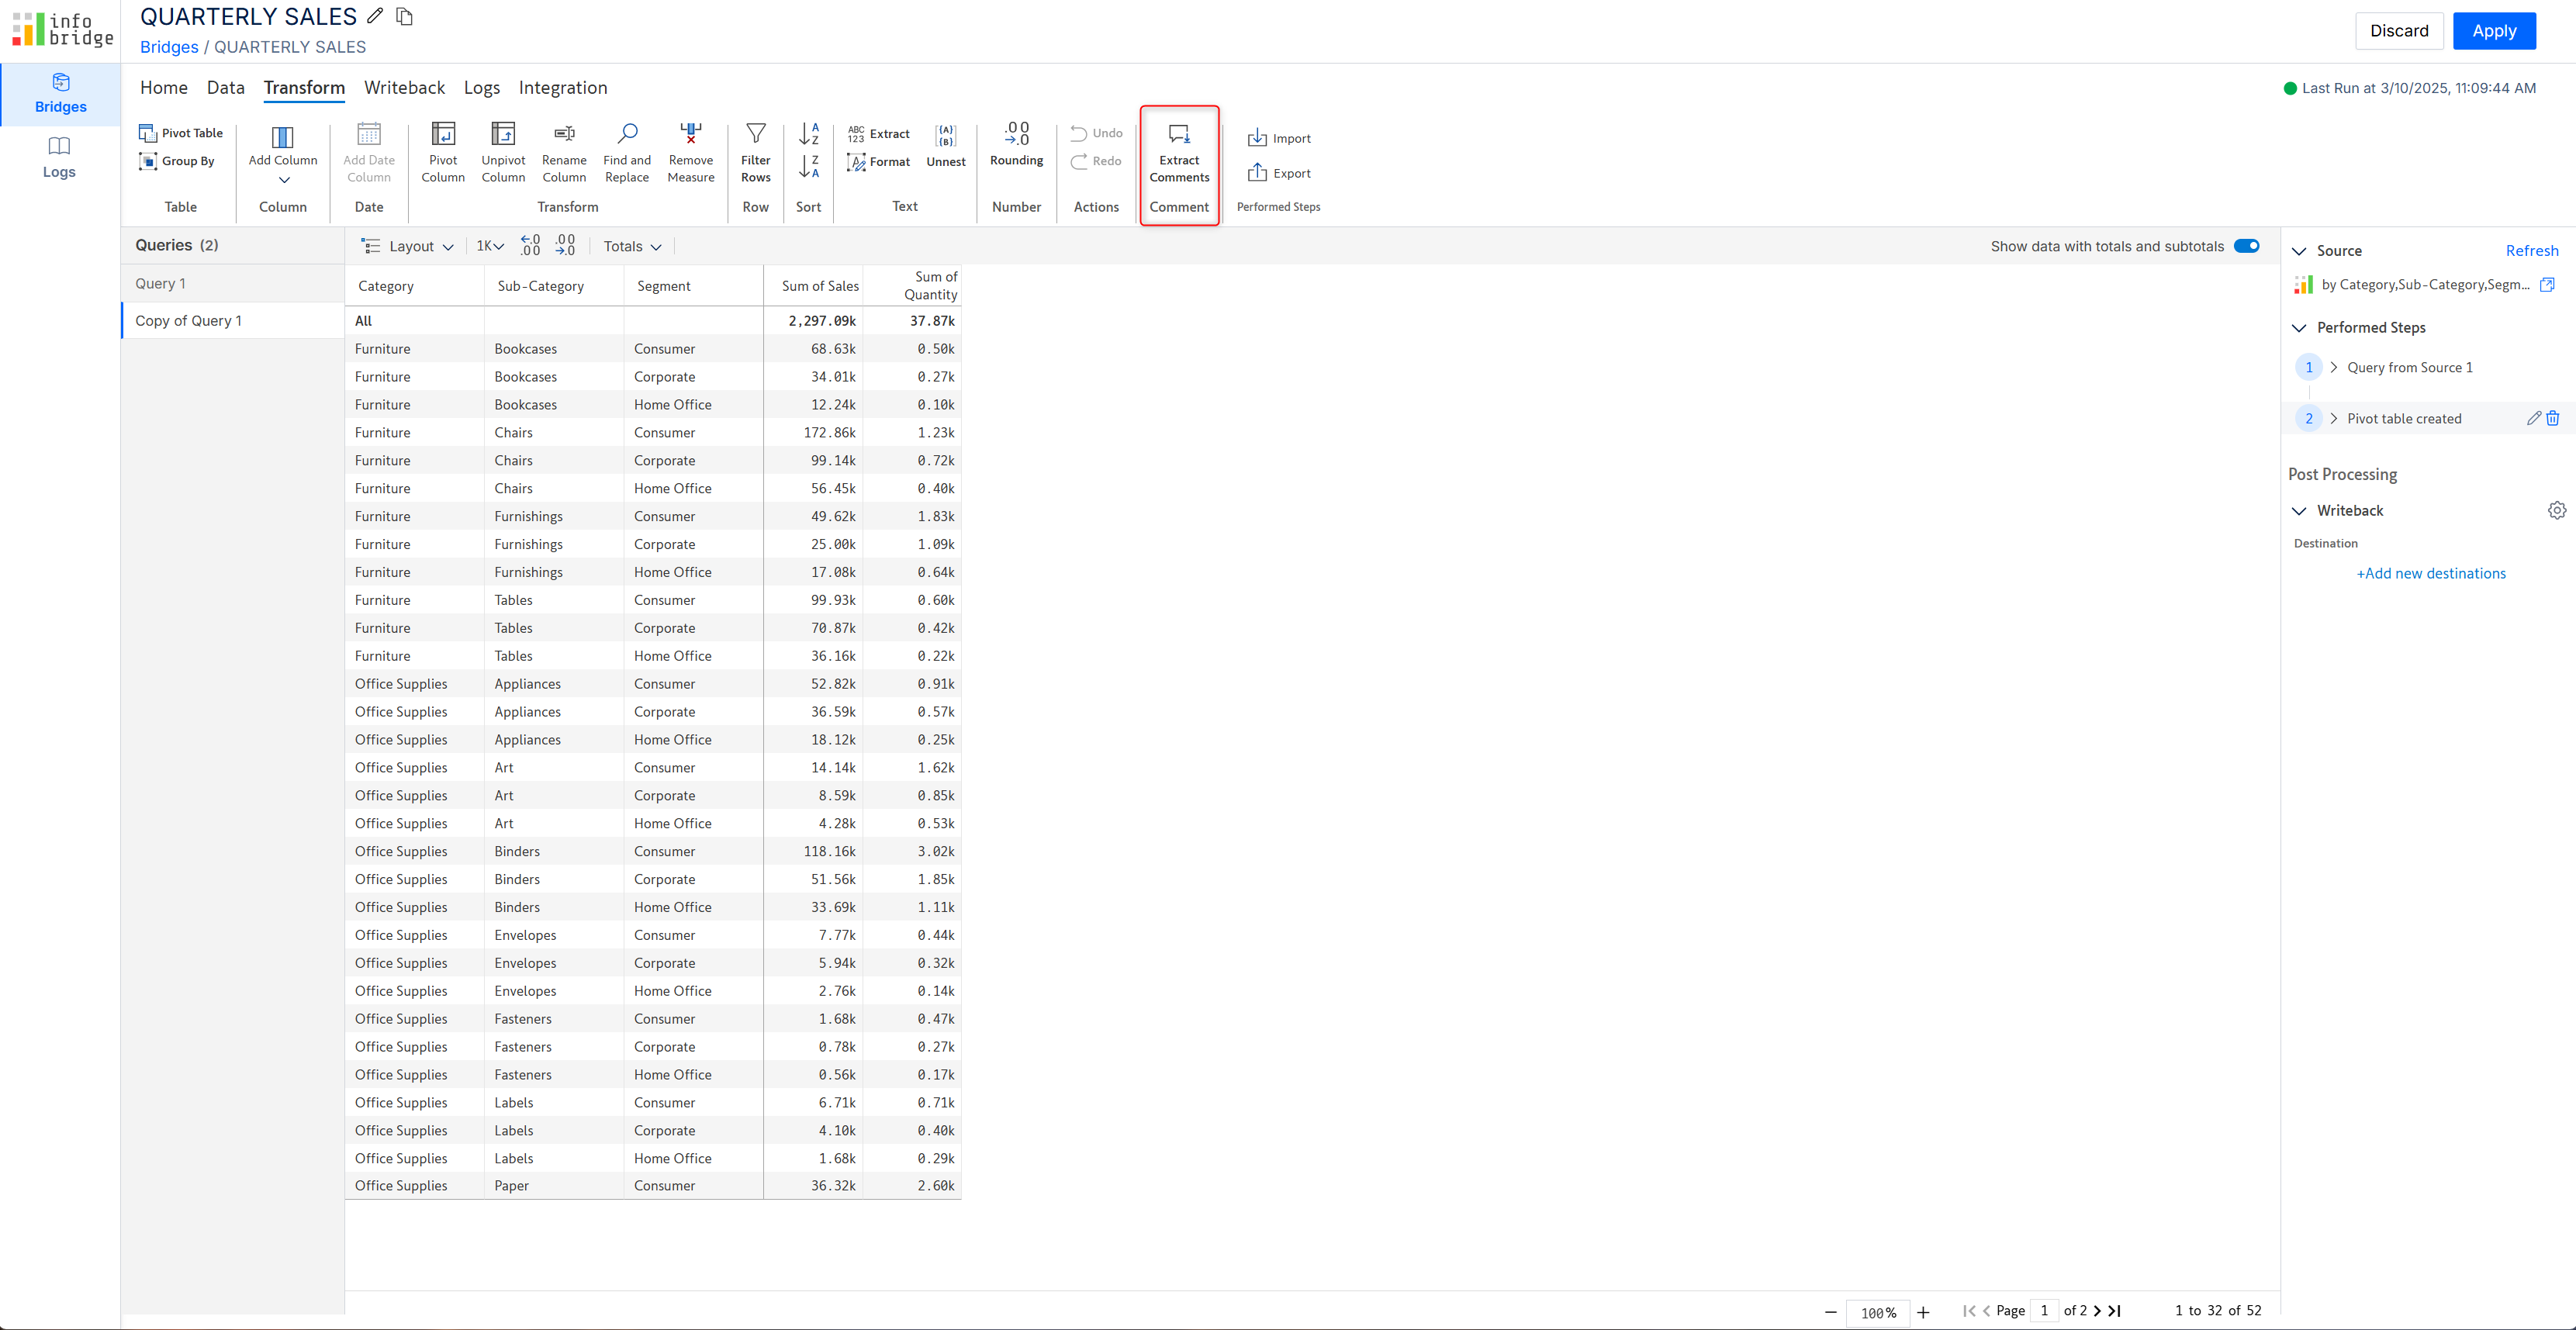 info
bridge
QUARTERLY SALES
Bridges / QUARTERLY SALES
Discard
Apply
Bridges
Logs
Home
Data
Transform
Writeback
Logs
Integration
Last Run at 3/10/2025, 11:09:44 AM
Pivot Table
Group By
Table
Add Column
Column
Add Date
Column
Date
Pivot
Column
Unpivot
Column
Rename
Column
Find and
Replace
Remove
Measure
Transform
Filter
Rows
Row
A
Z
Z
A
Sort
ABC
123
Extract
A
Format
{A}
{B}
Unnest
Text
.00
.0
Rounding
Number
Undo
Redo
Actions
Extract
Comments
Comment
Import
Export
Performed Steps
Queries (2)
Layout
1K
.0
.00
.00
.0
Totals
Show data with totals and subtotals
Query 1
Copy of Query 1
Category Sub-Category Segment Sum of Sales Sum of
Quantity
All 2,297.09k 37.87k
Furniture Bookcases Consumer 68.63k 0.50k
Furniture Bookcases Corporate 34.01k 0.27k
Furniture Bookcases Home Office 12.24k 0.10k
Furniture Chairs Consumer 172.86k 1.23k
Furniture Chairs Corporate 99.14k 0.72k
Furniture Chairs Home Office 56.45k 0.40k
Furniture Furnishings Consumer 49.62k 1.83k
Furniture Furnishings Corporate 25.00k 1.09k
Furniture Furnishings Home Office 17.08k 0.64k
Furniture Tables Consumer 99.93k 0.60k
Furniture Tables Corporate 70.87k 0.42k
Furniture Tables Home Office 36.16k 0.22k
Office Supplies Appliances Consumer 52.82k 0.91k
Office Supplies Appliances Corporate 36.59k 0.57k
Office Supplies Appliances Home Office 18.12k 0.25k
Office Supplies Art Consumer 14.14k 1.62k
Office Supplies Art Corporate 8.59k 0.85k
Office Supplies Art Home Office 4.28k 0.53k
Office Supplies Binders Consumer 118.16k 3.02k
Office Supplies Binders Corporate 51.56k 1.85k
Office Supplies Binders Home Office 33.69k 1.11k
Office Supplies Envelopes Consumer 7.77k 0.44k
Office Supplies Envelopes Corporate 5.94k 0.32k
Office Supplies Envelopes Home Office 2.76k 0.14k
Office Supplies Fasteners Consumer 1.68k 0.47k
Office Supplies Fasteners Corporate 0.78k 0.27k
Office Supplies Fasteners Home Office 0.56k 0.17k
Office Supplies Labels Consumer 6.71k 0.71k
Office Supplies Labels Corporate 4.10k 0.40k
Office Supplies Labels Home Office 1.68k 0.29k
Office Supplies Paper Consumer 36.32k 2.60k
Source
Refresh
by Category,Sub-Category,Segm...
Performed Steps
1 Query from Source 1
2 Pivot table created
Post Processing
Writeback
Destination
+Add new destinations
− 100% +
Page 1 of 2
1 to 32 of 52